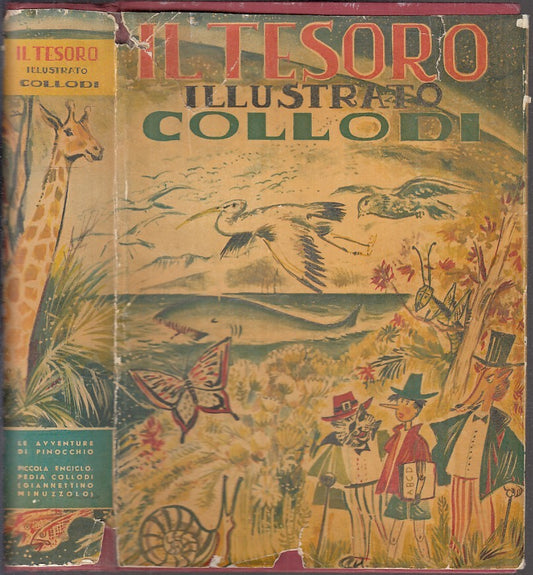 IL TESORO
ILLUSTRATO
COLLODI
LE AVVENTURE
DI PINOCCHIO
PICCOLA ENCICLO-
PEDIA COLLODI
(GIANNETTINO
MINUZZOLO)
IL TESORO
ILLUSTRATO
COLLODI
ABCD